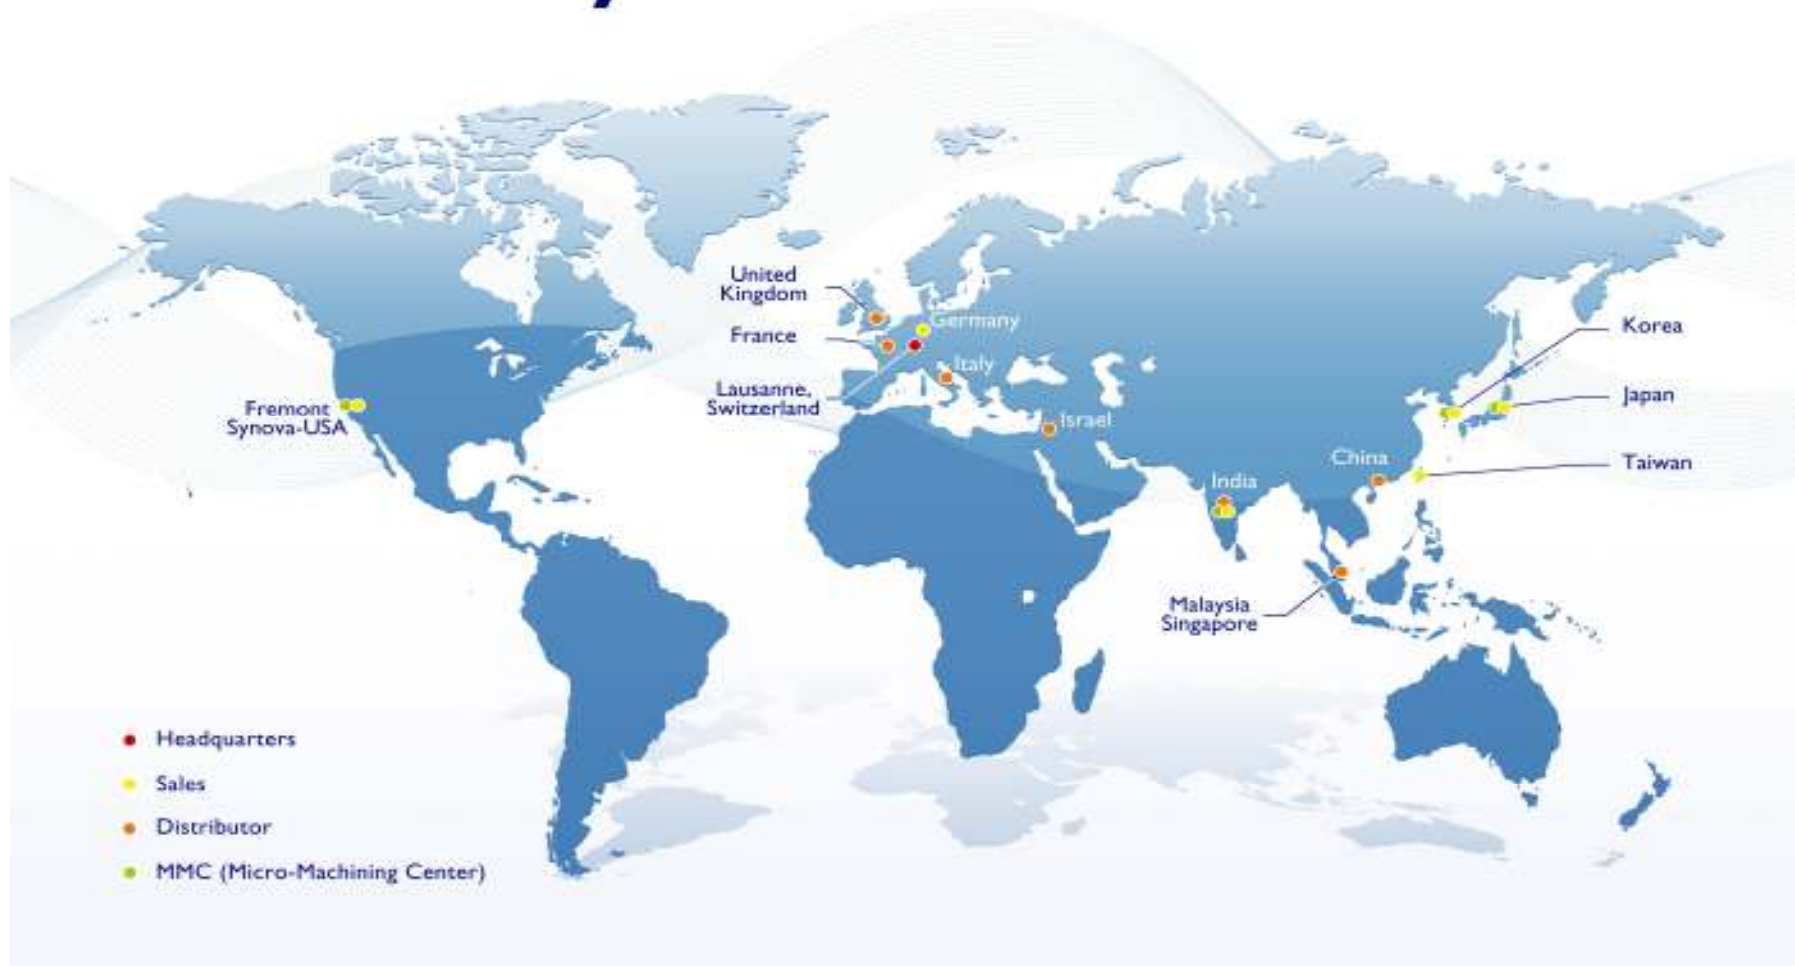 United
Kingdom
Germany
France
Korea
Italy
Lausanne,
Switzerland
Japan
Fremont
Synova-USA
Israel
China
Taiwan
India
Malaysia
Singapore
Headquarters
Sales
Distributor
MMC (Micro-Machining Center)